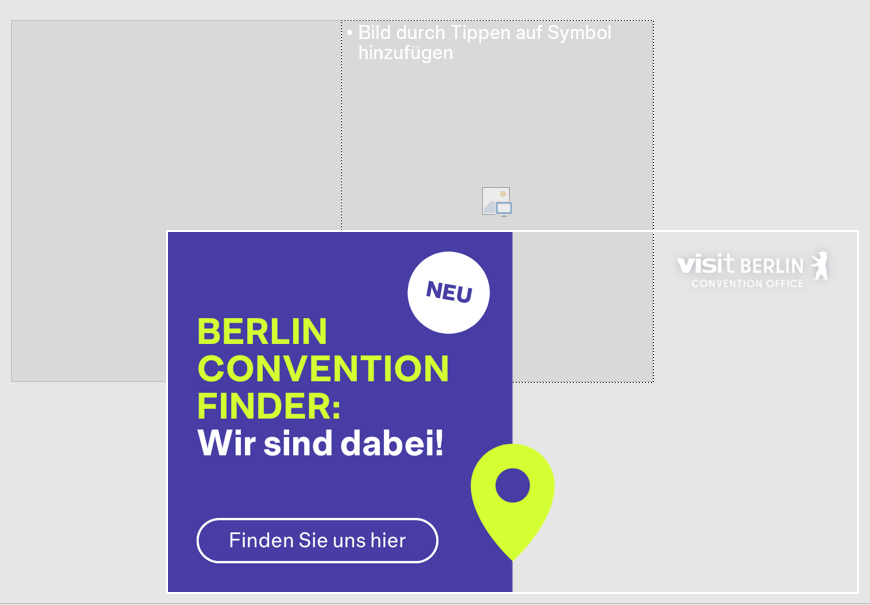 • Bild durch Tippen auf Symbol
hinzufügen
visit BERLIN
CONVENTION OFFICE
NEU
BERLIN
CONVENTION
FINDER:
Wir sind dabei!
Finden Sie uns hier